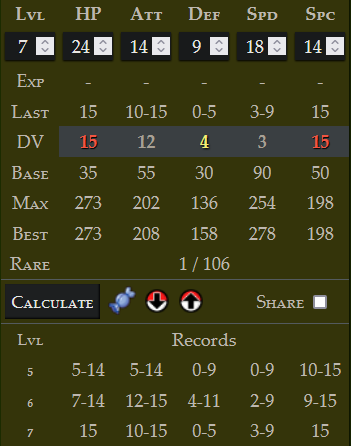 Lvl HP Att Def Spd Spc
7 24 14 9 18 14
Exp - - - - -
Last 15 10-15 0-5 3-9 15
DV 15 12 4 3 15
Base 35 55 30 90 50
Max 273 202 136 254 198
Best 273 208 158 278 198
Rare 1 / 106
Calculate Share
Lvl Records
5 5-14 5-14 0-9 0-9 10-15
6 7-14 12-15 4-11 2-9 9-15
7 15 10-15 0-5 3-9 15